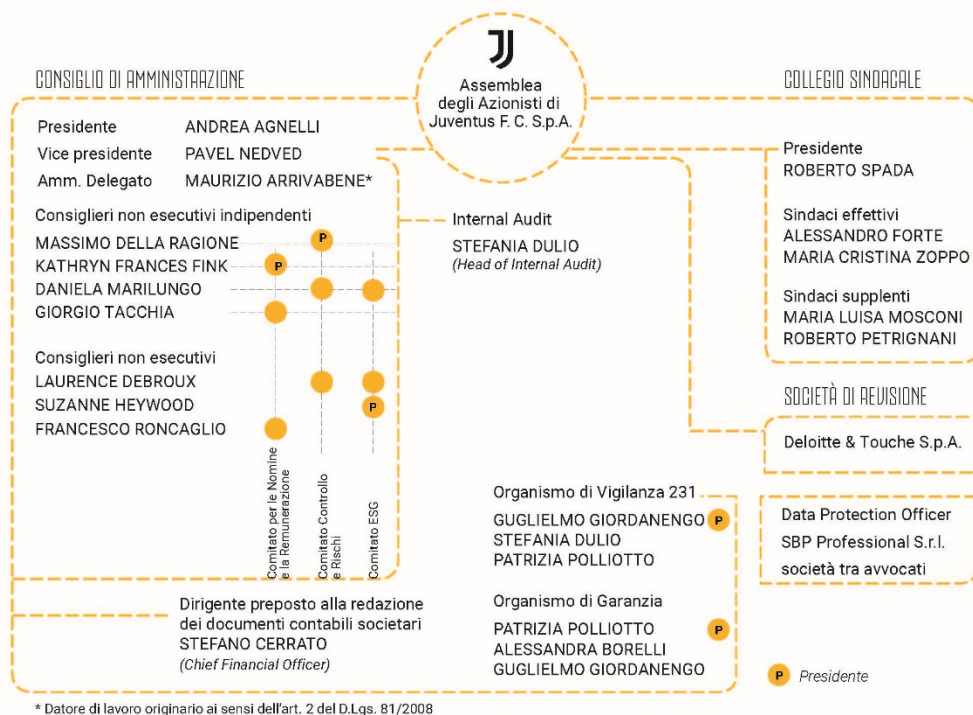 Assemblea
degli Azionisti di
Juventus F. C. S.p.A.
CONSIGLIO DI AMMINISTRAZIONE
Presidente ANDREA AGNELLI
Vice presidente PAVEL NEDVED
Amm. Delegato MAURIZIO ARRIVABENE*
Consiglieri non esecutivi indipendenti
MASSIMO DELLA RAGIONE P
KATHRYN FRANCES FINK P
DANIELA MARILUNGO
GIORGIO TACCHIA
Consiglieri non esecutivi
LAURENCE DEBROUX
SUZANNE HEYWOOD P
FRANCESCO RONCAGLIO
Comitato per le Nomine
e la Remunerazione
Comitato Controllo
e Rischi
Comitato ESG
Internal Audit
STEFANIA DULIO
(Head of Internal Audit)
COLLEGIO SINDACALE
Presidente
ROBERTO SPADA
Sindaci effettivi
ALESSANDRO FORTE
MARIA CRISTINA ZOPPO
Sindaci supplenti
MARIA LUISA MOSCONI
ROBERTO PETRIGNANI
SOCIETÀ DI REVISIONE
Deloitte & Touche S.p.A.
Organismo di Vigilanza 231
GUGLIELMO GIORDANENGO P
STEFANIA DULIO
PATRIZIA POLLIOTTO
Data Protection Officer
SBP Professional S.r.l.
società tra avvocati
Dirigente preposto alla redazione
dei documenti contabili societari
STEFANO CERRATO
(Chief Financial Officer)
Organismo di Garanzia
PATRIZIA POLLIOTTO P
ALESSANDRA BORELLI
GUGLIELMO GIORDANENGO
P Presidente
* Datore di lavoro originario ai sensi dell'art. 2 del D.Lgs. 81/2008